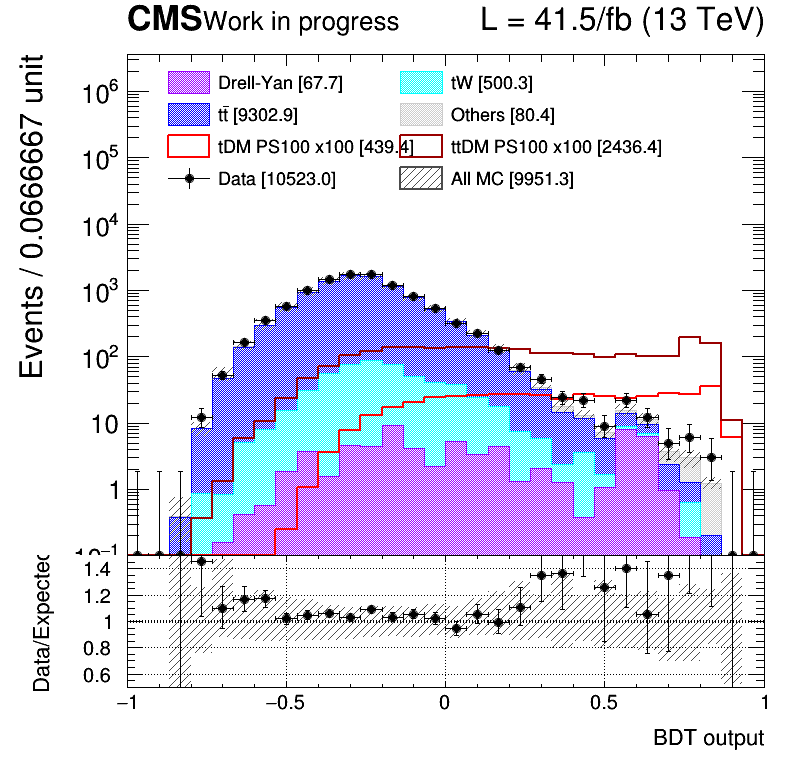 CMS Work in progress L = 41.5/fb (13 TeV)
Events / 0.0666667 unit
Drell-Yan [67.7] tW [500.3]
tt̄ [9302.9] Others [80.4]
tDM PS100 x100 [439.4] ttDM PS100 x100 [2436.4]
Data [10523.0] All MC [9951.3]
10⁶
10⁵
10⁴
10³
10²
10
1
10⁻¹
Data/Expected
1.4
1.2
1
0.8
0.6
−1 −0.5 0 0.5 1
BDT output